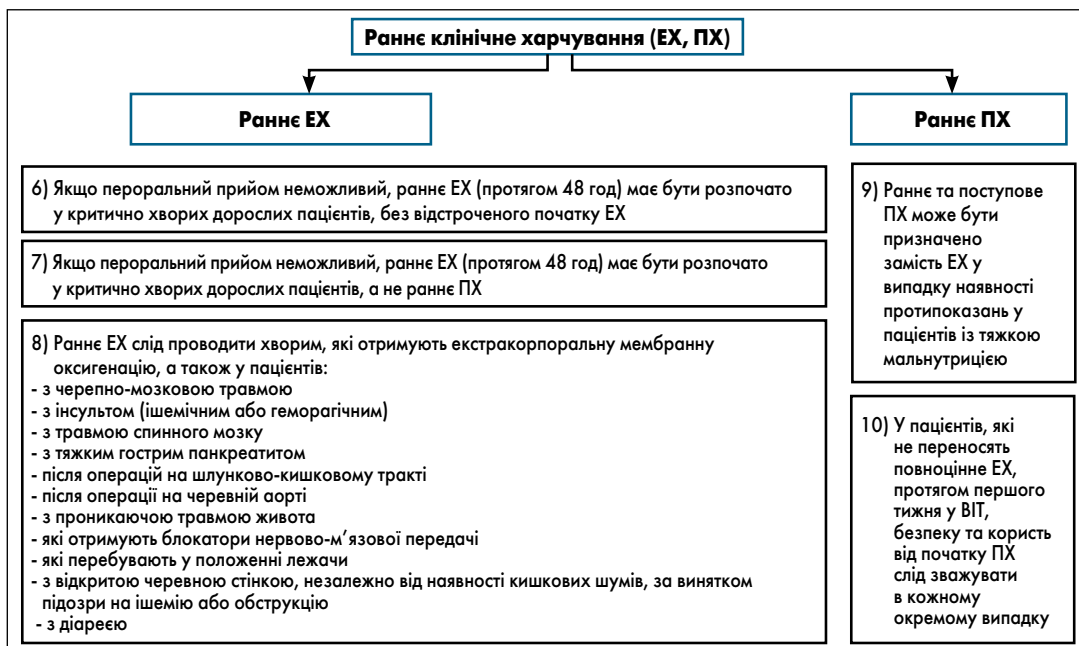 Раннє клінічне харчування (ЕХ, ПХ)
Раннє ЕХ
6) Якщо пероральний прийом неможливий, раннє ЕХ (протягом 48 год) має бути розпочато
у критично хворих дорослих пацієнтів, без відстроченого початку ЕХ
7) Якщо пероральний прийом неможливий, раннє ЕХ (протягом 48 год) має бути розпочато
у критично хворих дорослих пацієнтів, а не раннє ПХ
8) Раннє ЕХ слід проводити хворим, які отримують екстракорпоральну мембранну
оксигенацію, а також у пацієнтів:
- з черепно-мозковою травмою
- з інсультом (ішемічним або геморагічним)
- з травмою спинного мозку
- з тяжким гострим панкреатитом
- після операцій на шлунково-кишковому тракті
- після операції на черевній аорті
- з проникаючою травмою живота
- які отримують блокатори нервово-м’язової передачі
- які перебувають у положенні лежачи
- з відкритою черевною стінкою, незалежно від наявності кишкових шумів, за винятком
підозри на ішемію або обструкцію
- з діареєю
Раннє ПХ
9) Раннє та поступове
ПХ може бути
призначено
замість ЕХ у
випадку наявності
протипоказань у
пацієнтів із тяжкою
мальнутрицією
10) У пацієнтів, які
не переносять
повноцінне ЕХ,
протягом першого
тижня у ВІТ,
безпеку та користь
від початку ПХ
слід зважувати
в кожному
окремому випадку